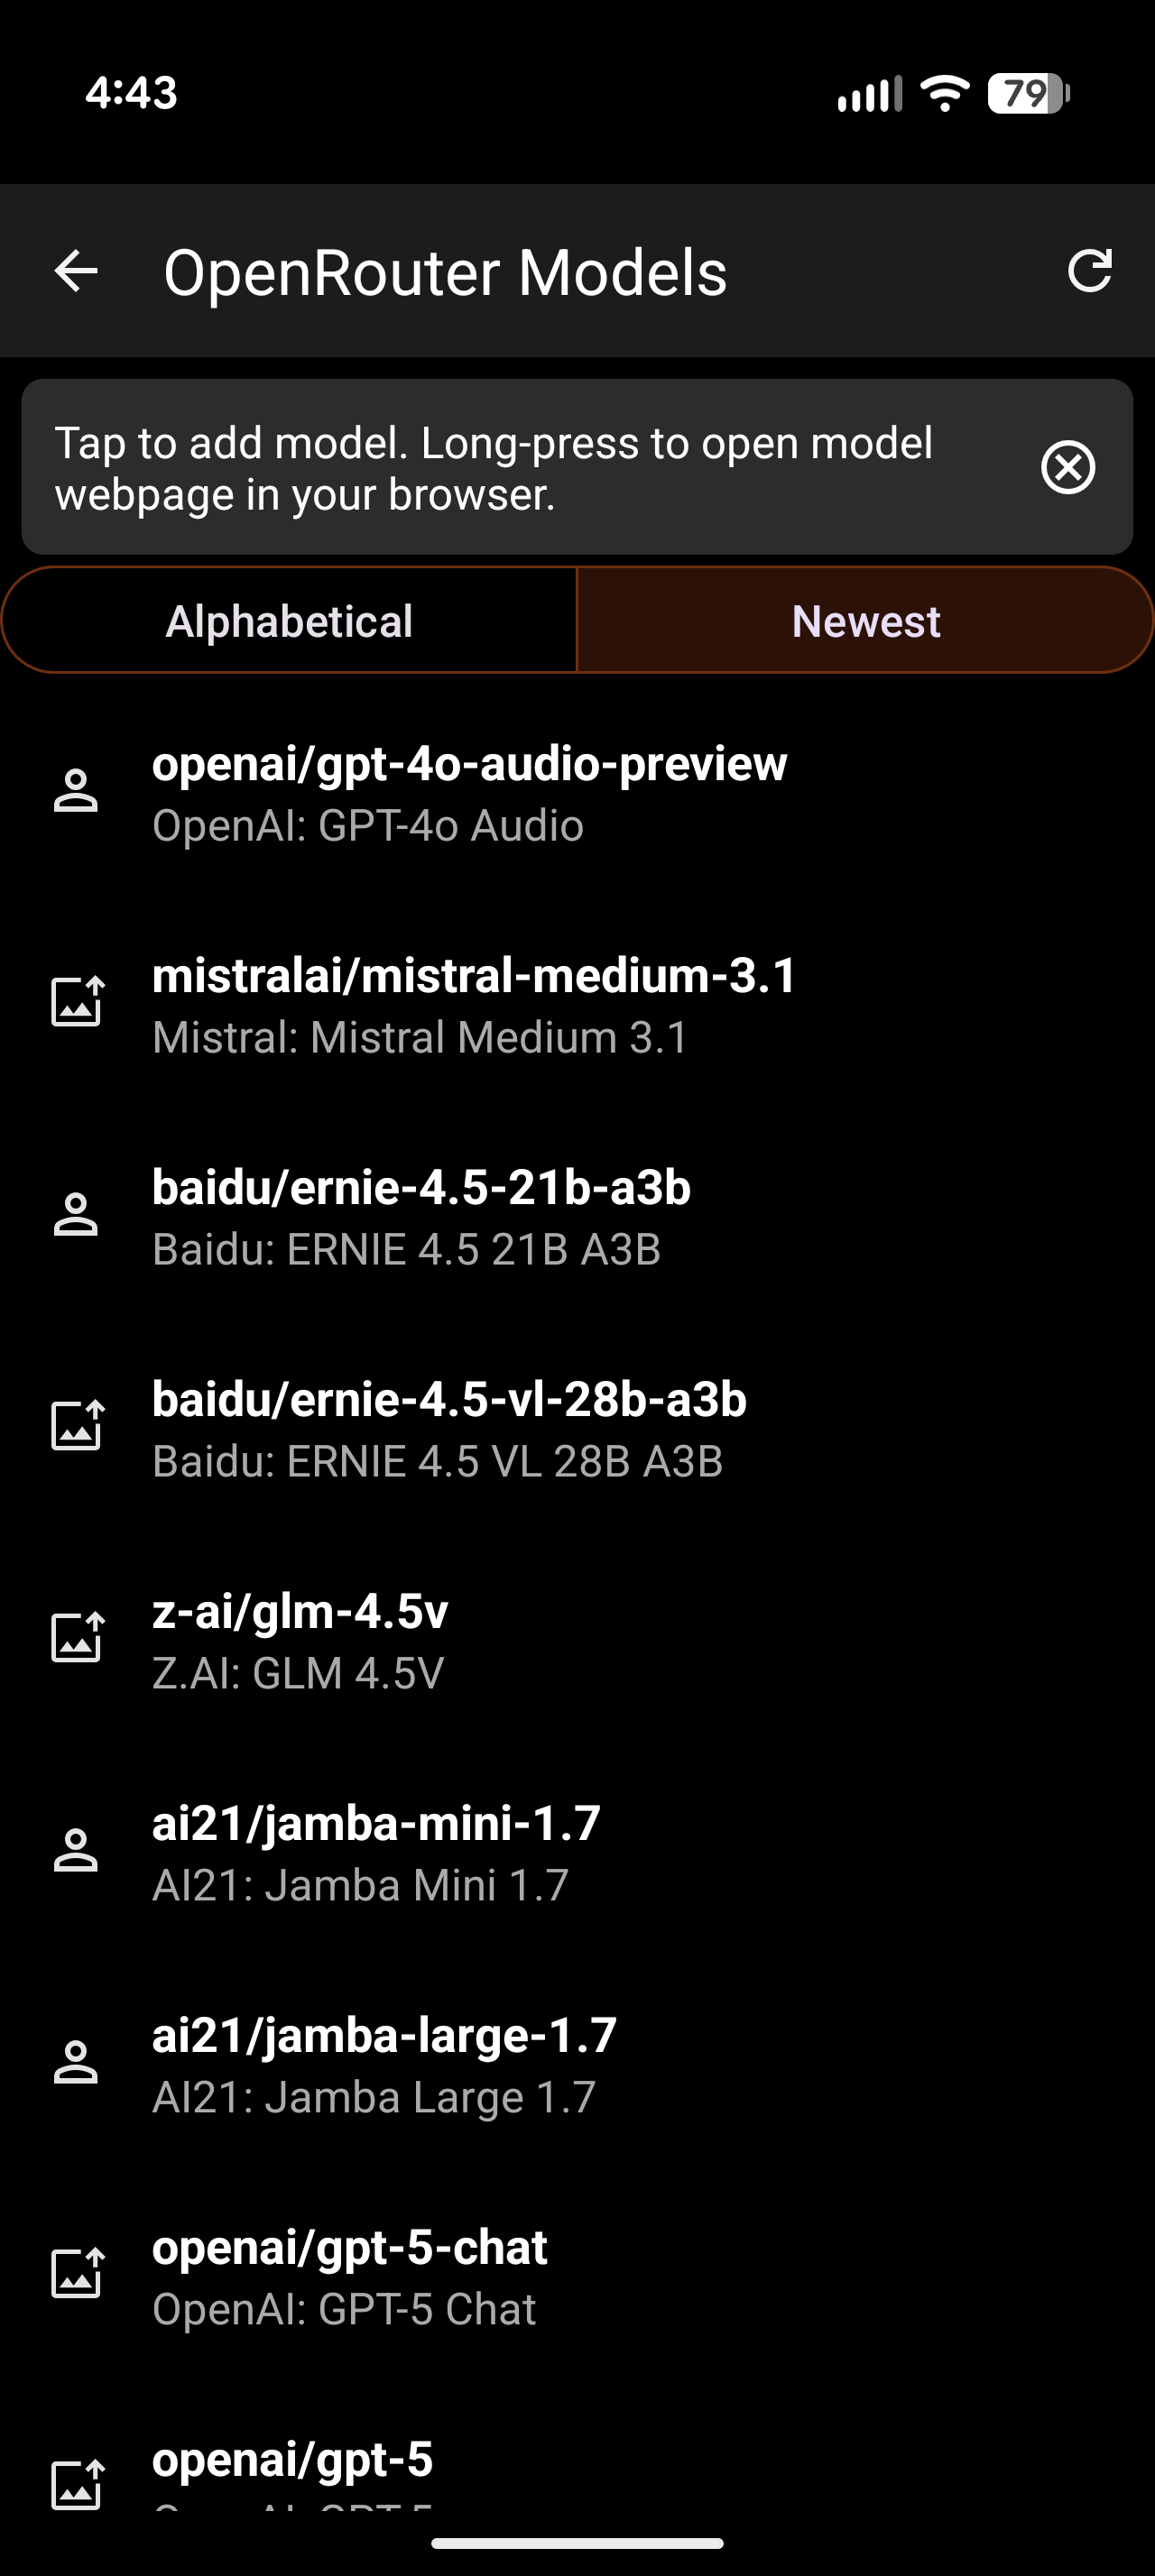 4:43
79
OpenRouter Models
Tap to add model. Long-press to open model
webpage in your browser.
Alphabetical
Newest
openai/gpt-4o-audio-preview
OpenAI: GPT-4o Audio
mistralai/mistral-medium-3.1
Mistral: Mistral Medium 3.1
baidu/ernie-4.5-21b-a3b
Baidu: ERNIE 4.5 21B A3B
baidu/ernie-4.5-vl-28b-a3b
Baidu: ERNIE 4.5 VL 28B A3B
z-ai/glm-4.5v
Z.AI: GLM 4.5V
ai21/jamba-mini-1.7
AI21: Jamba Mini 1.7
ai21/jamba-large-1.7
AI21: Jamba Large 1.7
openai/gpt-5-chat
OpenAI: GPT-5 Chat
openai/gpt-5